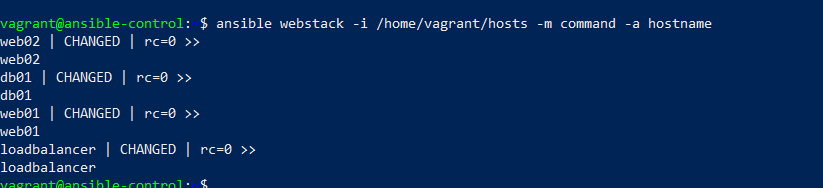 vagrant@ansible-control:~$ ansible webstack -i /home/vagrant/hosts -m command -a hostname
web02 | CHANGED | rc=0 >>
web02
db01 | CHANGED | rc=0 >>
db01
web01 | CHANGED | rc=0 >>
web01
loadbalancer | CHANGED | rc=0 >>
loadbalancer
vagrant@ansible-control:~$